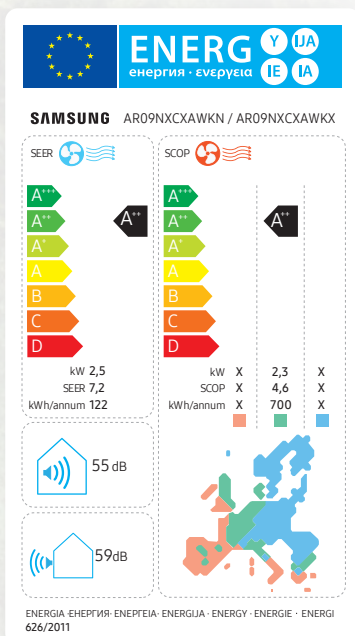 ENERG Y IJA
енергия · ενεργεια IE IA
SAMSUNG AR09NXCXAWKN / AR09NXCXAWKX
SEER
SCOP
A+++
A++
A+
A
B
C
D
A++
kW 2,5
SEER 7,2
kWh/annum 122
A+++
A++
A+
A
B
C
D
A++
kW X 2,3 X
SCOP X 4,6 X
kWh/annum X 700 X
55 dB
59dB
ENERGIA·ЕНЕРГИЯ·ΕΝΕΡΓΕΙΑ·ENERGIJA·ENERGY·ENERGIE·ENERGI
626/2011